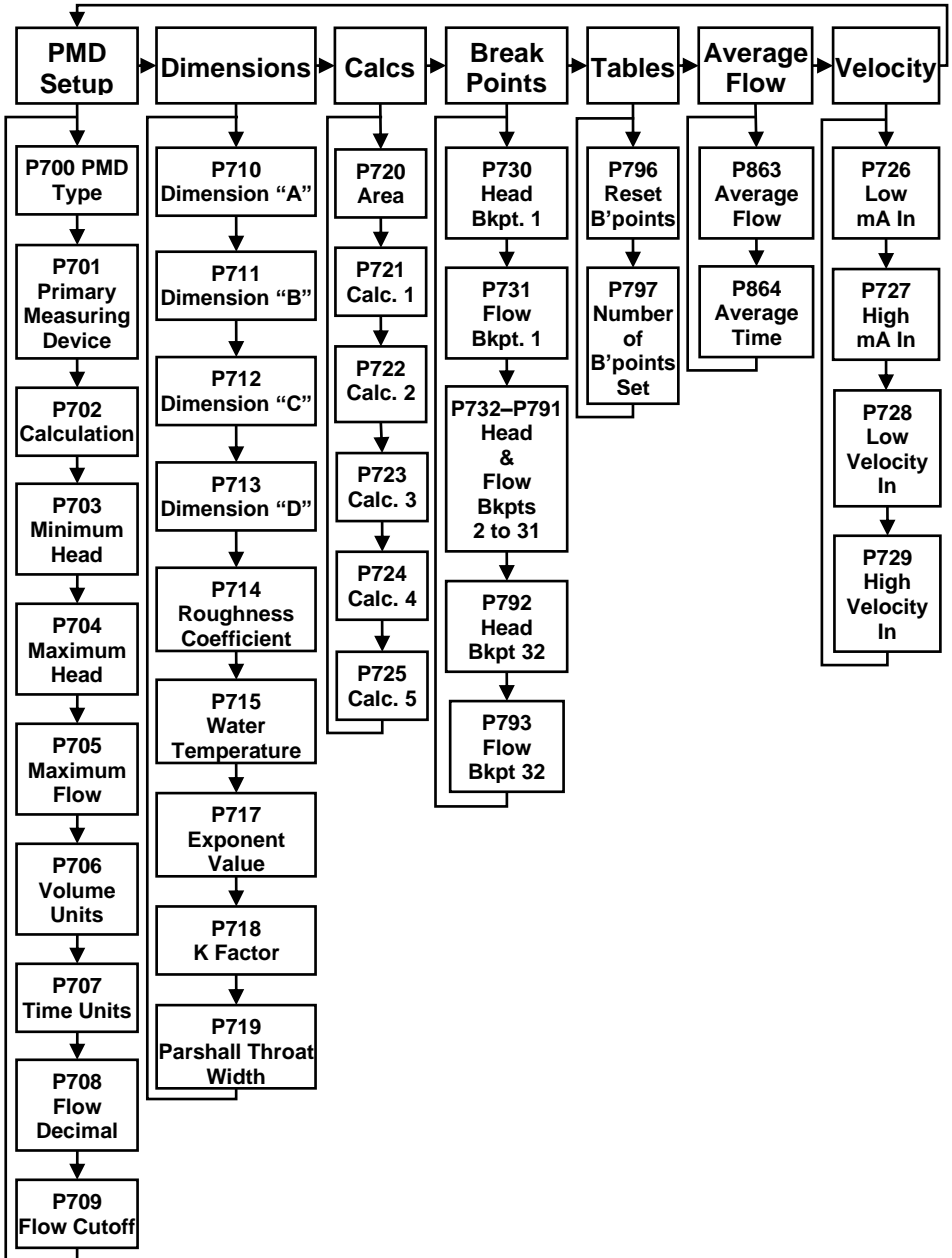 PMD
Setup
Dimensions
Calcs
Break
Points
Tables
Average
Flow
Velocity
P700 PMD
Type
P701
Primary
Measuring
Device
P702
Calculation
P703
Minimum
Head
P704
Maximum
Head
P705
Maximum
Flow
P706
Volume
Units
P707
Time Units
P708
Flow
Decimal
P709
Flow Cutoff
P710
Dimension “A”
P711
Dimension “B”
P712
Dimension “C”
P713
Dimension “D”
P714
Roughness
Coefficient
P715
Water
Temperature
P717
Exponent
Value
P718
K Factor
P719
Parshall Throat
Width
P720
Area
P721
Calc. 1
P722
Calc. 2
P723
Calc. 3
P724
Calc. 4
P725
Calc. 5
P730
Head
Bkpt. 1
P731
Flow
Bkpt. 1
P732–P791
Head
&
Flow
Bkpts
2 to 31
P792
Head
Bkpt 32
P793
Flow
Bkpt 32
P796
Reset
B’points
P797
Number
of
B’points
Set
P863
Average
Flow
P864
Average
Time
P726
Low
mA In
P727
High
mA In
P728
Low
Velocity
In
P729
High
Velocity
In